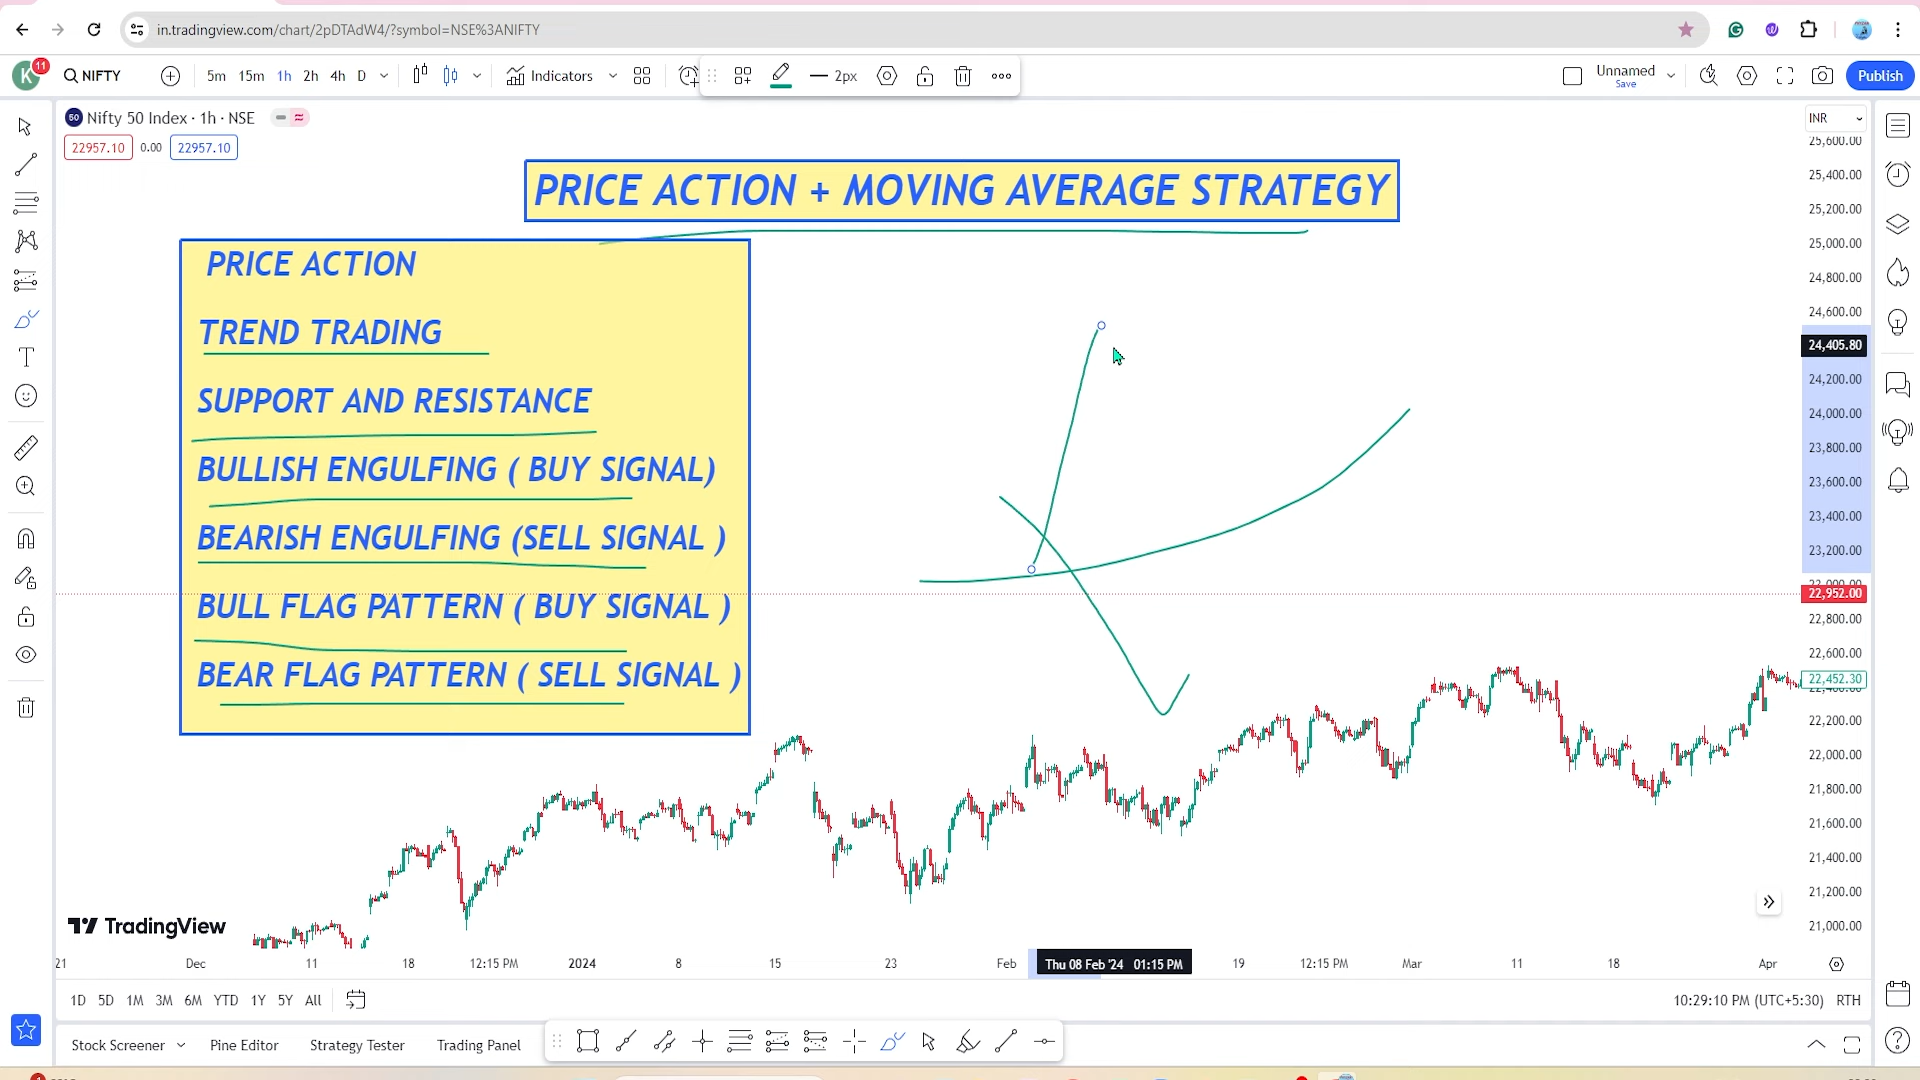 in.tradingview.com/chart/2pDTAdW4/?symbol=NSE%3ANIFTY
K 11 NIFTY 5m 15m 1h 2h 4h D Indicators 2px Unnamed Save Publish
50 Nifty 50 Index · 1h · NSE
22957.10 0.00 22957.10
INR
PRICE ACTION + MOVING AVERAGE STRATEGY
PRICE ACTION
TREND TRADING
SUPPORT AND RESISTANCE
BULLISH ENGULFING ( BUY SIGNAL)
BEARISH ENGULFING (SELL SIGNAL )
BULL FLAG PATTERN ( BUY SIGNAL )
BEAR FLAG PATTERN ( SELL SIGNAL )
25,600.00
25,400.00
25,200.00
25,000.00
24,800.00
24,600.00
24,405.80
24,200.00
24,000.00
23,800.00
23,600.00
23,400.00
23,200.00
22,952.00
22,800.00
22,600.00
22,452.30
22,200.00
22,000.00
21,800.00
21,600.00
21,400.00
21,200.00
21,000.00
TradingView
21 Dec 11 18 12:15 PM 2024 8 15 23 Feb Thu 08 Feb '24 01:15 PM 19 12:15 PM Mar 11 18 Apr
1D 5D 1M 3M 6M YTD 1Y 5Y All 10:29:10 PM (UTC+5:30) RTH
Stock Screener Pine Editor Strategy Tester Trading Panel